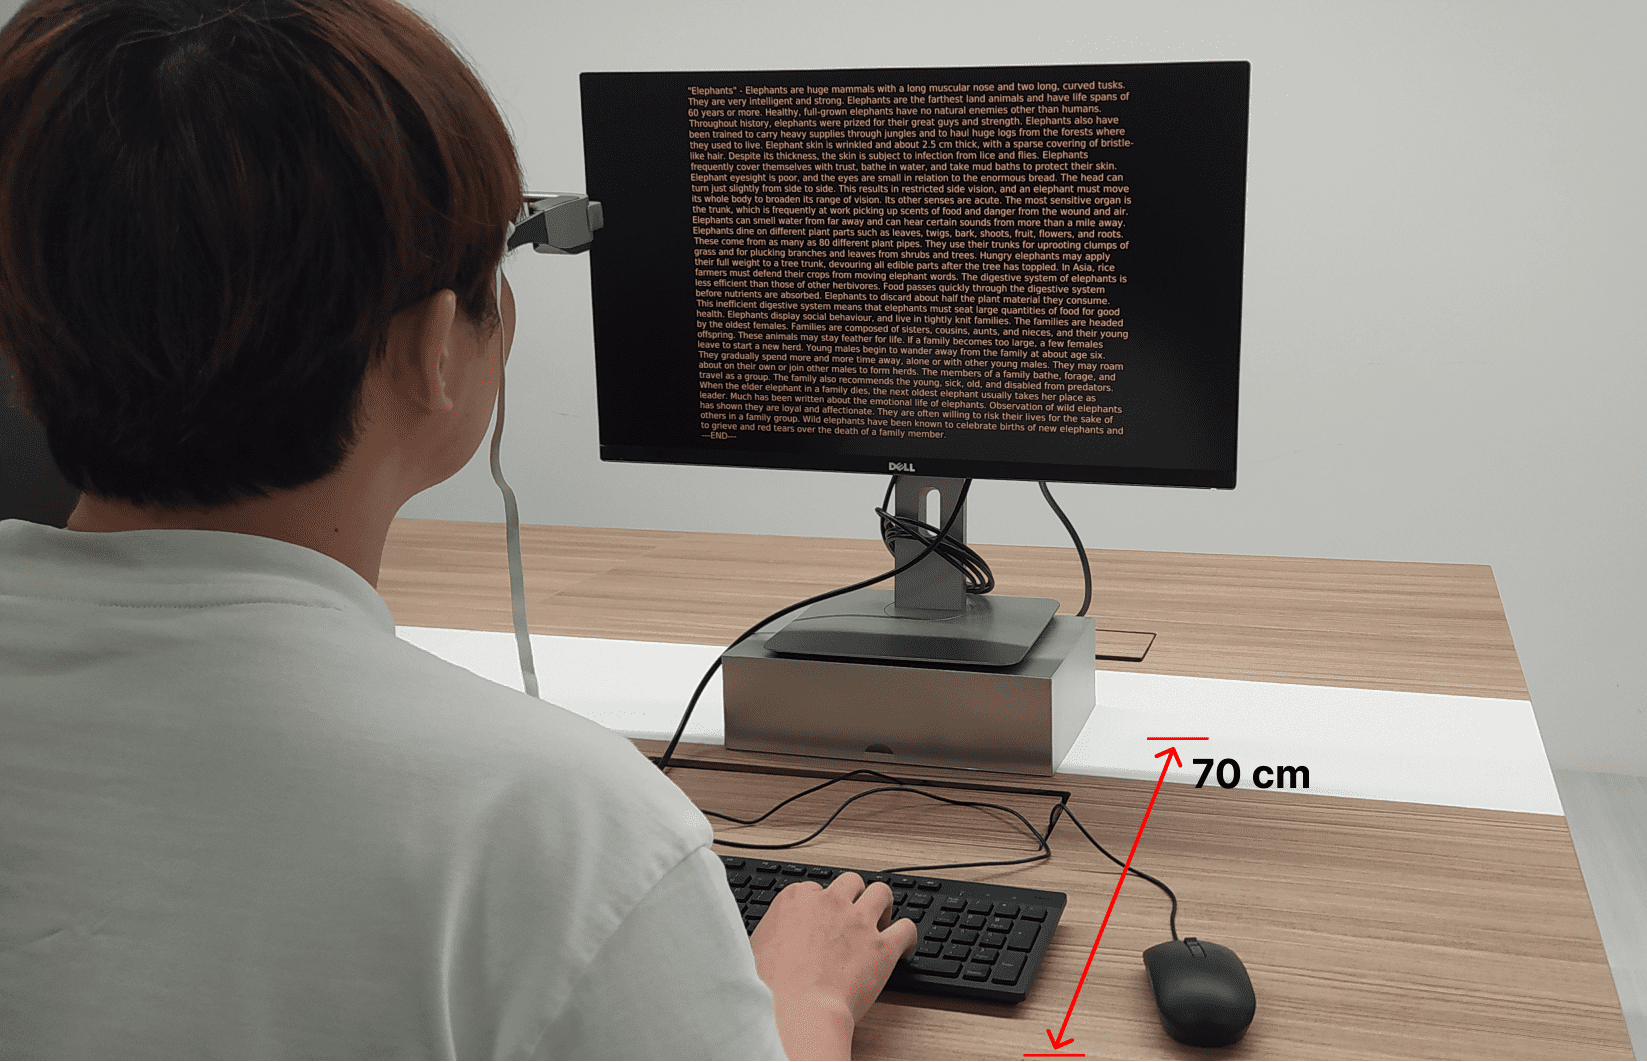 "Elephants" - Elephants are huge mammals with a long muscular nose and two long, curved tusks.
They are very intelligent and strong. Elephants are the farthest land animals and have life spans of
60 years or more. Healthy, full-grown elephants have no natural enemies other than humans.
Throughout history, elephants were prized for their great guys and strength. Elephants also have
been trained to carry heavy supplies through jungles and to haul huge logs from the forests where
they used to live. Elephant skin is wrinkled and about 2.5 cm thick, with a sparse covering of bristle-
like hair. Despite its thickness, the skin is subject to infection from lice and flies. Elephants
frequently cover themselves with trust, bathe in water, and take mud baths to protect their skin.
Elephant eyesight is poor, and the eyes are small in relation to the enormous bread. The head can
turn just slightly from side to side. This results in restricted side vision, and an elephant must move
its whole body to broaden its range of vision. Its other senses are acute. The most sensitive organ is
the trunk, which is frequently at work picking up scents of food and danger from the wound and air.
Elephants can smell water from far away and can hear certain sounds from more than a mile away.
Elephants dine on different plant parts such as leaves, twigs, bark, shoots, fruit, flowers, and roots.
These come from as many as 80 different plant pipes. They use their trunks for uprooting clumps of
grass and for plucking branches and leaves from shrubs and trees. Hungry elephants may apply
their full weight to a tree trunk, devouring all edible parts after the tree has toppled. In Asia, rice
farmers must defend their crops from moving elephant words. The digestive system of elephants is
less efficient than those of other herbivores. Food passes quickly through the digestive system
before nutrients are absorbed. Elephants to discard about half the plant material they consume.
This inefficient digestive system means that elephants must seat large quantities of food for good
health. Elephants display social behaviour, and live in tightly knit families. The families are headed
by the oldest females. Families are composed of sisters, cousins, aunts, and nieces, and their young
offspring. These animals may stay feather for life. If a family becomes too large, a few females
leave to start a new herd. Young males begin to wander away from the family at about age six.
They gradually spend more and more time away, alone or with other young males. They may roam
about on their own or join other males to form herds. The members of a family bathe, forage, and
travel as a group. The family also recommends the young, sick, old, and disabled from predators.
When the elder elephant in a family dies, the next oldest elephant usually takes her place as
leader. Much has been written about the emotional life of elephants. Observation of wild elephants
has shown they are loyal and affectionate. They are often willing to risk their lives for the sake of
others in a family group. Wild elephants have been known to celebrate births of new elephants and
to grieve and red tears over the death of a family member.
---END---
DELL
70 cm